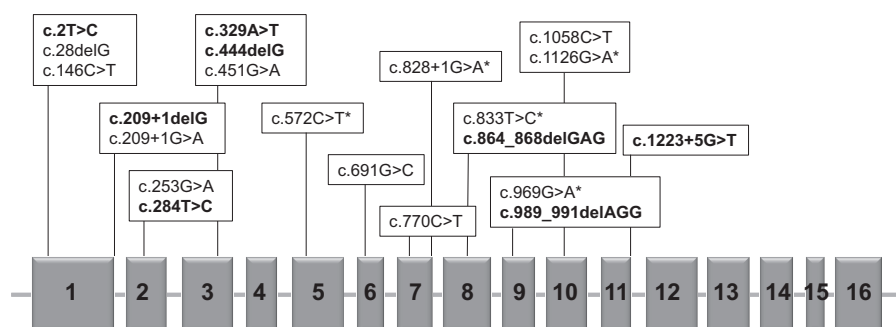 c.2T>C
c.28delG
c.146C>T
c.329A>T
c.444delG
c.451G>A
c.828+1G>A*
c.1058C>T
c.1126G>A*
c.209+1delG
c.209+1G>A
c.572C>T*
c.833T>C*
c.864_868delGAG
c.1223+5G>T
c.253G>A
c.284T>C
c.691G>C
c.969G>A*
c.989_991delAGG
c.770C>T
1 2 3 4 5 6 7 8 9 10 11 12 13 14 15 16